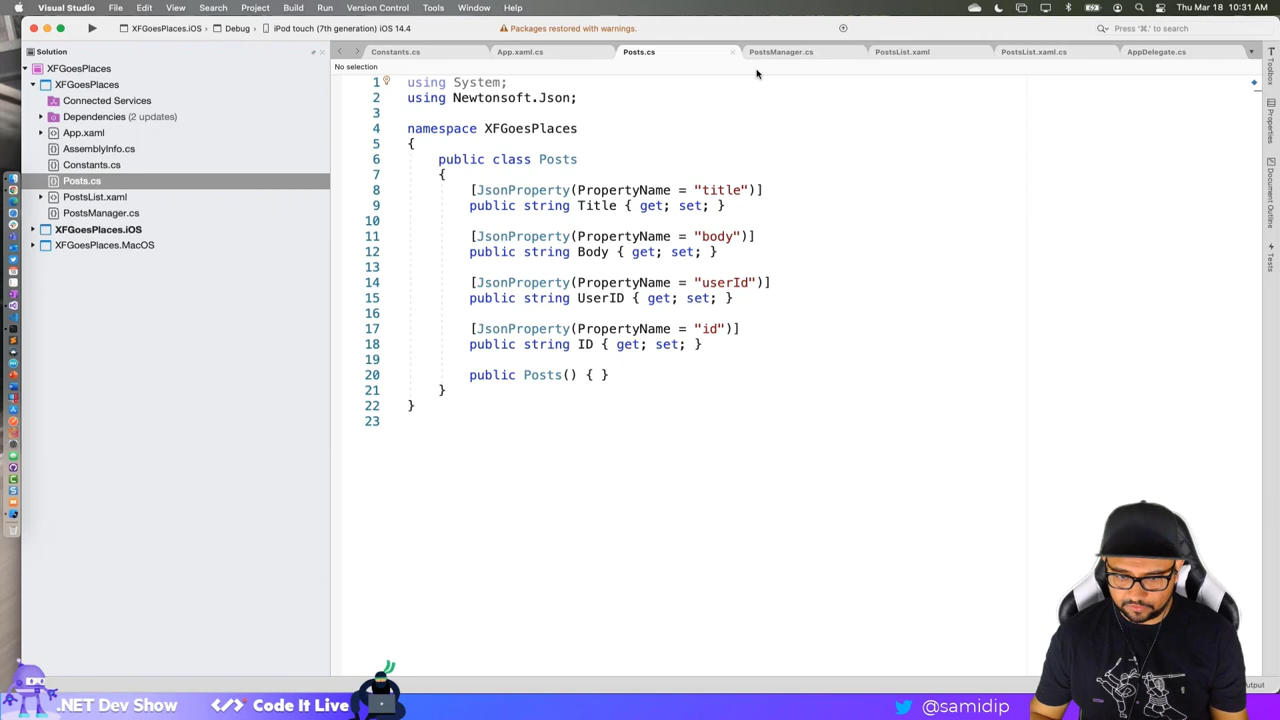 Visual Studio File Edit View Search Project Build Run Version Control Tools Window Help Thu Mar 18 10:31 AM
XFGoesPlaces.iOS › Debug › iPod touch (7th generation) iOS 14.4 Packages restored with warnings. Press '⌘.' to search
Solution
Constants.cs App.xaml.cs Posts.cs PostsManager.cs PostsList.xaml PostsList.xaml.cs AppDelegate.cs
No selection
XFGoesPlaces
XFGoesPlaces
Connected Services
Dependencies (2 updates)
App.xaml
AssemblyInfo.cs
Constants.cs
Posts.cs
PostsList.xaml
PostsManager.cs
XFGoesPlaces.iOS
XFGoesPlaces.MacOS
1 using System;
2 using Newtonsoft.Json;
3
4 namespace XFGoesPlaces
5 {
6 public class Posts
7 {
8 [JsonProperty(PropertyName = "title")]
9 public string Title { get; set; }
10
11 [JsonProperty(PropertyName = "body")]
12 public string Body { get; set; }
13
14 [JsonProperty(PropertyName = "userId")]
15 public string UserID { get; set; }
16
17 [JsonProperty(PropertyName = "id")]
18 public string ID { get; set; }
19
20 public Posts() { }
21 }
22 }
23
Toolbox
Properties
Document Outline
Tests
.NET Dev Show
Code It Live
@samidip